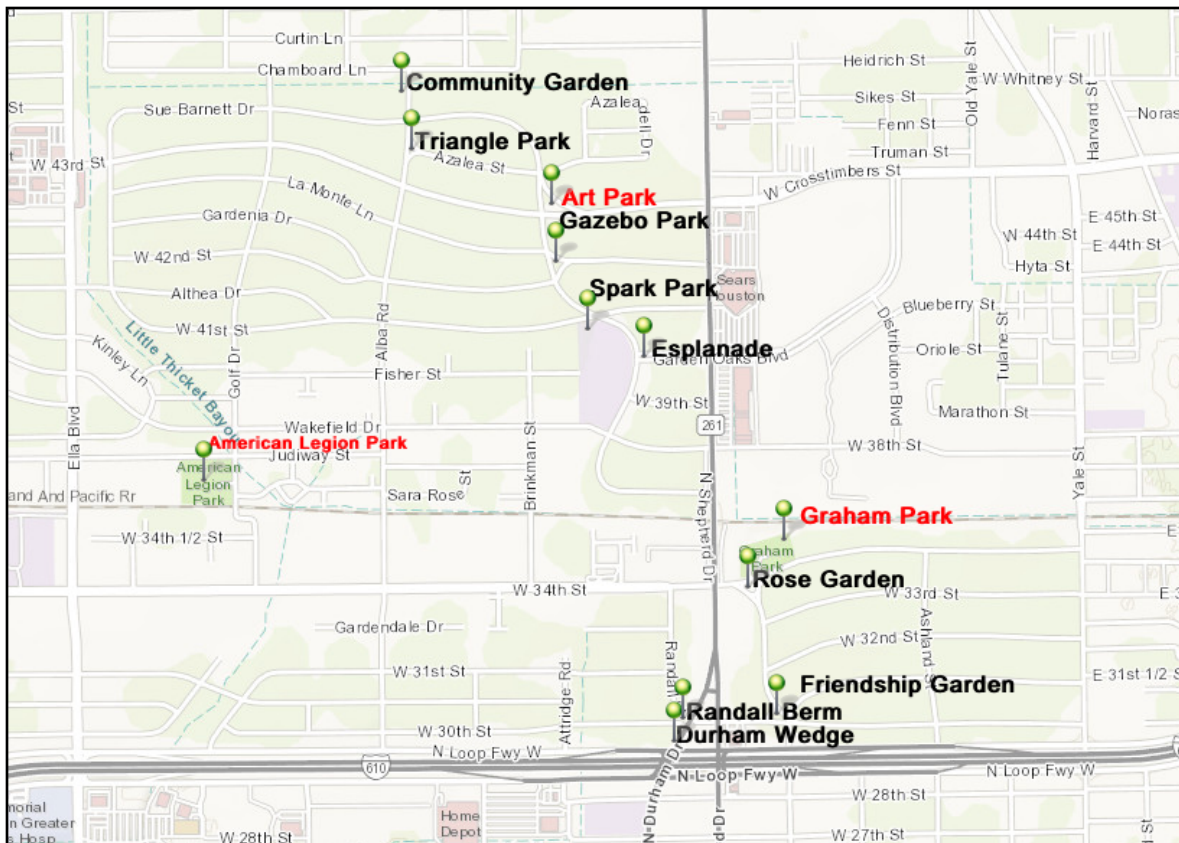 Curtin Ln
Chamboard Ln
Heidrich St
W Whitney St
Old Yale St
Harvard St
Community Garden
Sue Barnett Dr
Azalea
dell Dr
Sikes St
Fenn St
Noras
Triangle Park
Truman St
W 43rd St
Azalea St
W Crosstimbers St
La Monte Ln
Art Park
Gardenia Dr
Gazebo Park
E 45th St
W 44th St
E 44th St
W 42nd St
Hyta St
Althea Dr
Spark Park
Sears
Houston
Blueberry St
W 41st St
Alba Rd
Little Thicket Bayou
Kinley Ln
Golf Dr
Esplanade
Garden Oaks Blvd
Distribution Blvd
Oriole St
Tulane St
Fisher St
W 39th St
Marathon St
Ella Blvd
Wakefield Dr
261
W 38th St
American Legion Park
Judiway St
Brinkman St
American
Legion
Park
Yale St
land And Pacific Rr
Sara Rose St
N Shepherd Dr
Graham Park
W 34th 1/2 St
Graham
Park
Rose Garden
W 34th St
W 33rd St
Ashland St
Gardendale Dr
W 32nd St
W 31st St
Attridge Rd
Friendship Garden
E 31st 1/2 S
Randall Berm
W 30th St
Durham Wedge
N Loop Fwy W
610
N Loop Fwy W
N Loop Fwy W
N Durham Dr
W 28th St
Home
Depot
W 28th St
W 27th St
n Greater
s Hosp